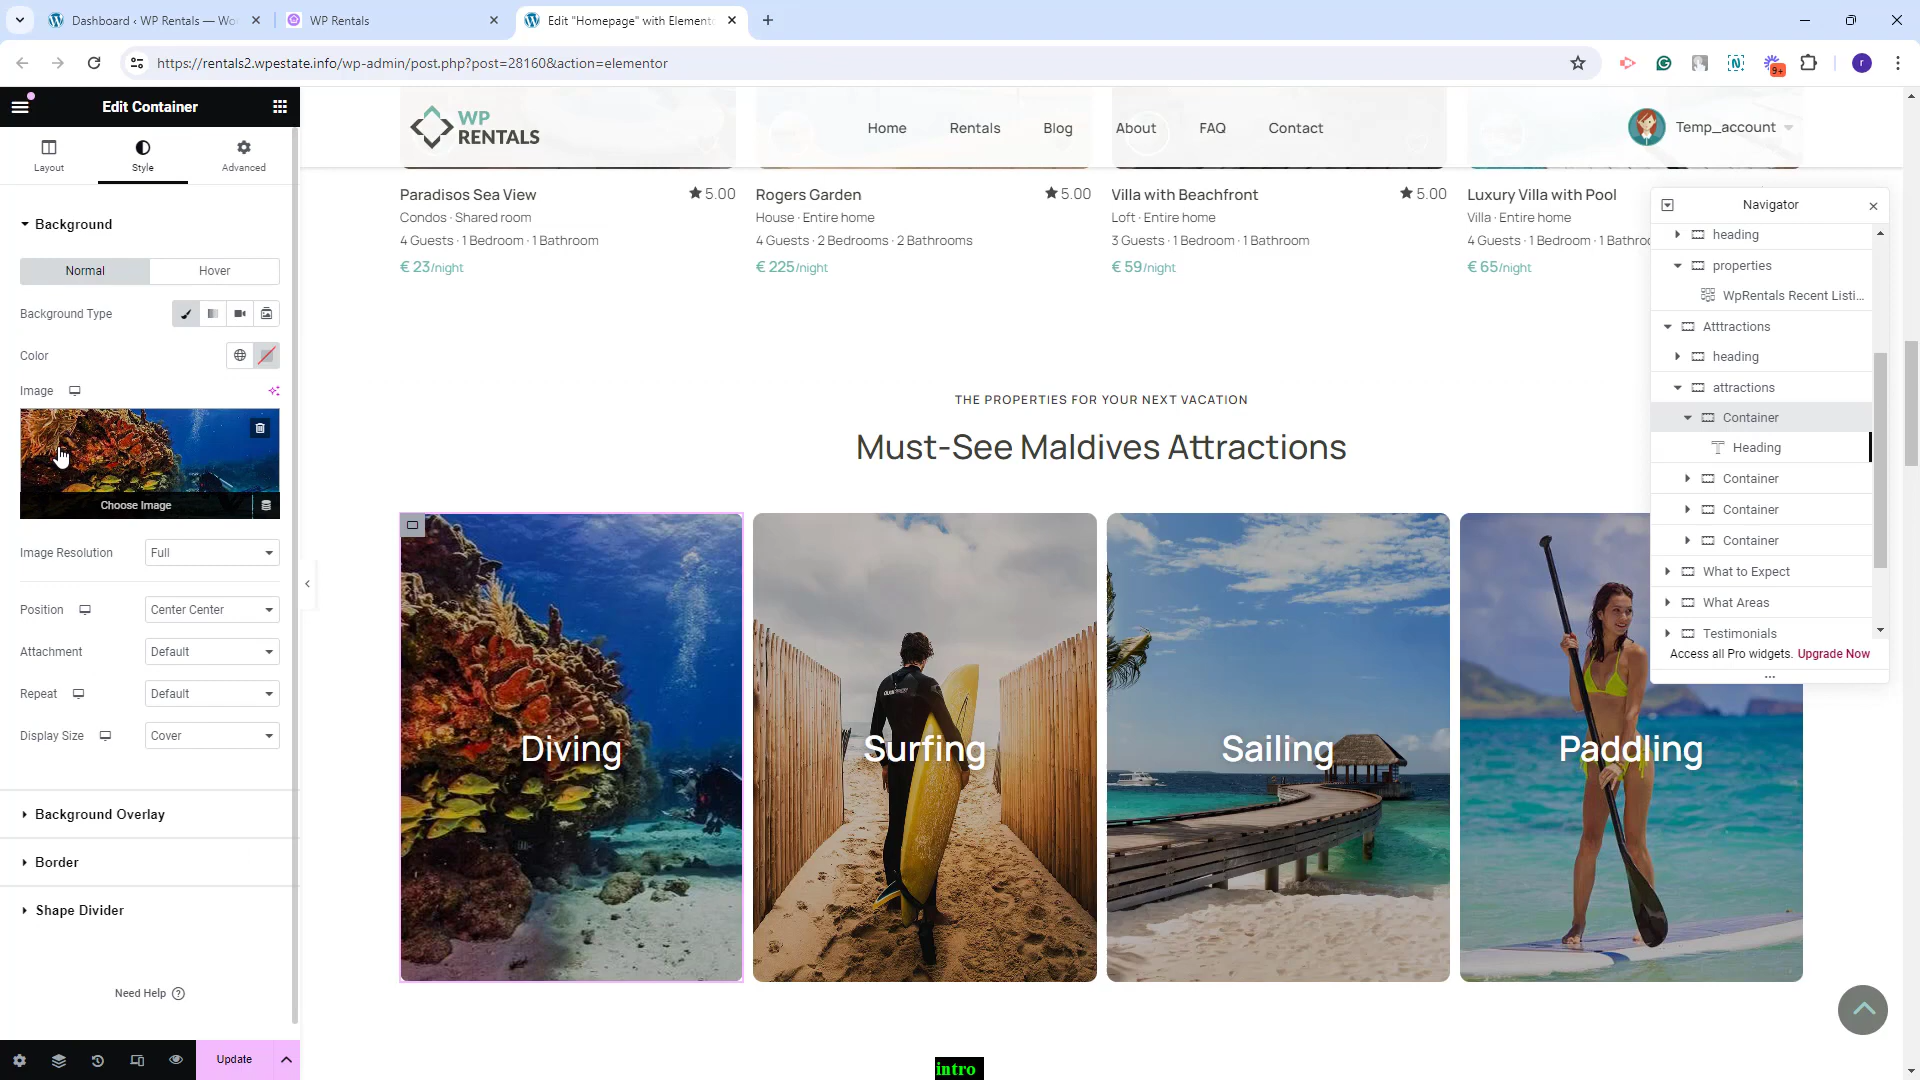 Dashboard ‹ WP Rentals — Wo
WP Rentals
Edit "Homepage" with Elemento
https://rentals2.wpestate.info/wp-admin/post.php?post=28160&action=elementor
9+
r
Edit Container
Layout
Style
Advanced
Background
Normal
Hover
Background Type
Color
Image
Choose Image
Image Resolution
Full
Position
Center Center
Attachment
Default
Repeat
Default
Display Size
Cover
Background Overlay
Border
Shape Divider
Need Help
Update
WP
RENTALS
Home
Rentals
Blog
About
FAQ
Contact
Temp_account
Paradisos Sea View
5.00
Condos · Shared room
4 Guests · 1 Bedroom · 1 Bathroom
€ 23/night
Rogers Garden
5.00
House · Entire home
4 Guests · 2 Bedrooms · 2 Bathrooms
€ 225/night
Villa with Beachfront
5.00
Loft · Entire home
3 Guests · 1 Bedroom · 1 Bathroom
€ 59/night
Luxury Villa with Pool
Villa · Entire home
4 Guests · 1 Bedroom · 1 Bathro
€ 65/night
THE PROPERTIES FOR YOUR NEXT VACATION
Must-See Maldives Attractions
Diving
Surfing
Sailing
Paddling
Navigator
heading
properties
WpRentals Recent Listi...
Atttractions
heading
attractions
Container
Heading
Container
Container
Container
What to Expect
What Areas
Testimonials
Access all Pro widgets. Upgrade Now
intro